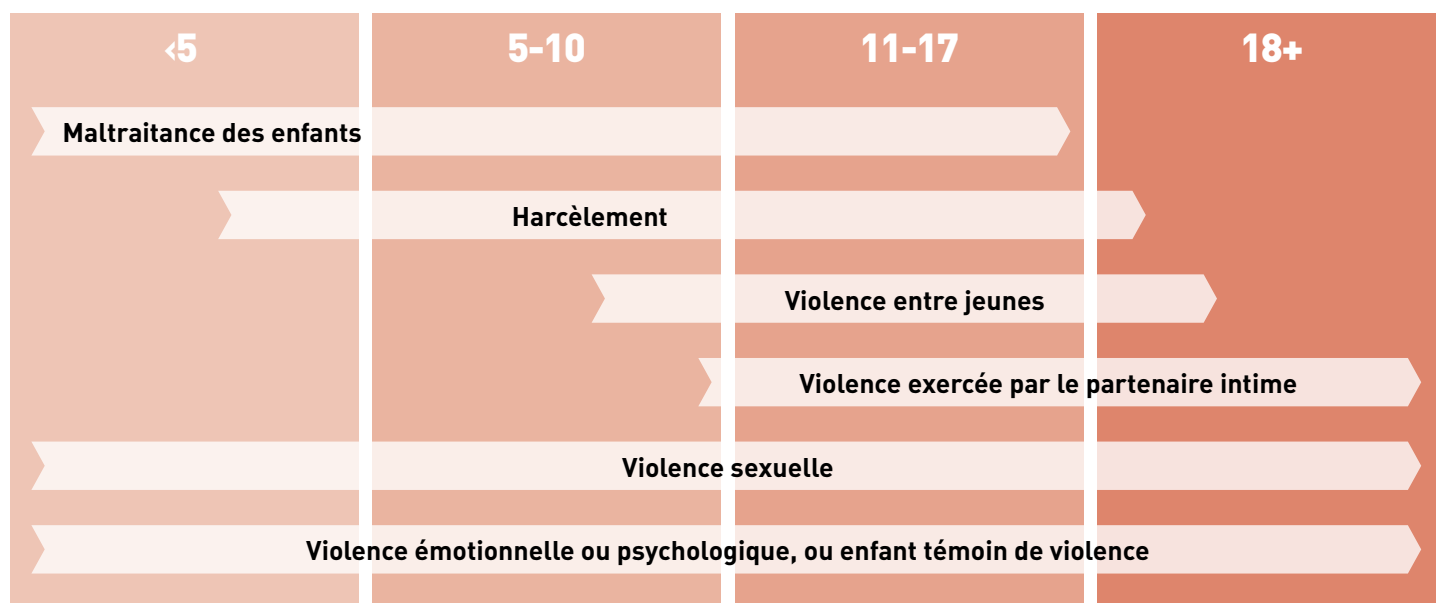 <5 5-10 11-17 18+
Maltraitance des enfants
Harcèlement
Violence entre jeunes
Violence exercée par le partenaire intime
Violence sexuelle
Violence émotionnelle ou psychologique, ou enfant témoin de violence